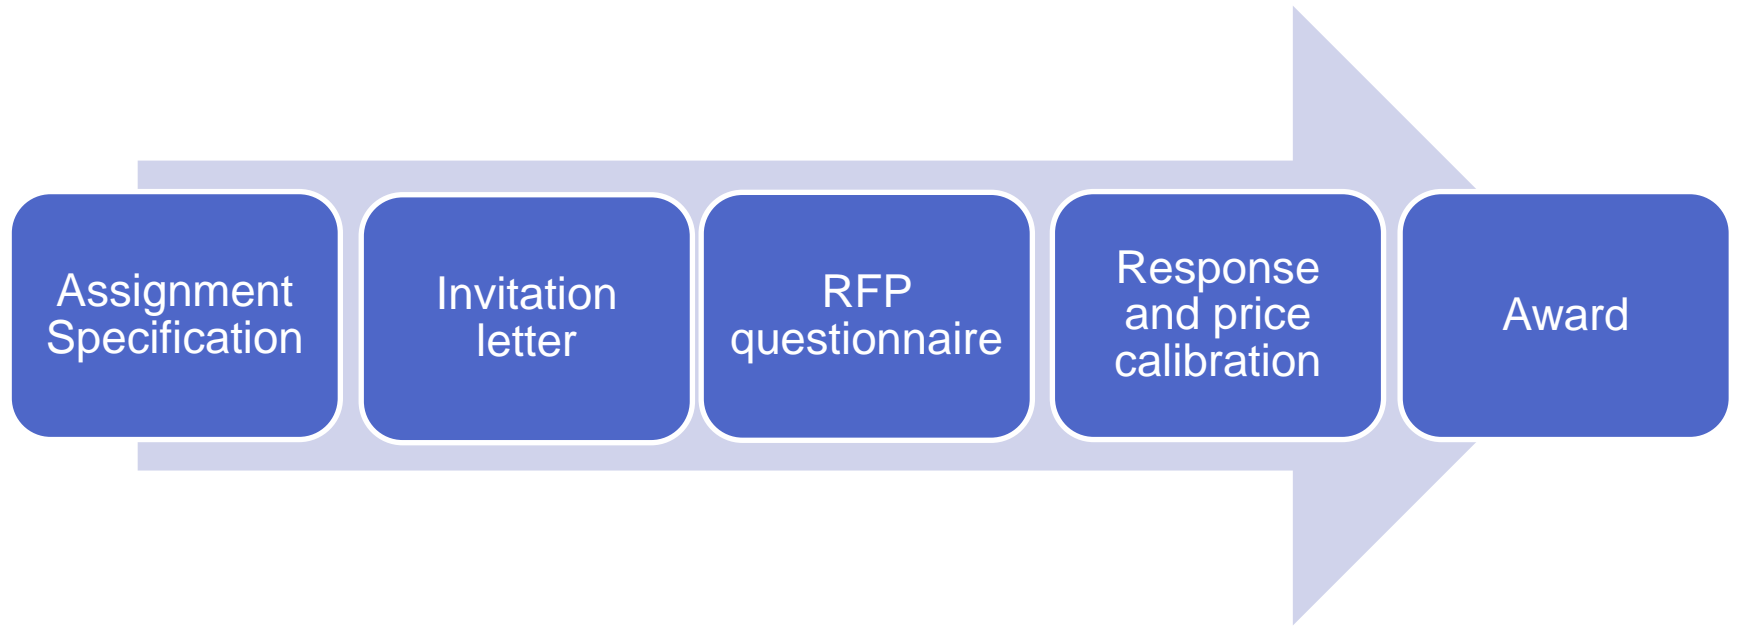 Assignment
Specification
Invitation
letter
RFP
questionnaire
Response
and price
calibration
Award